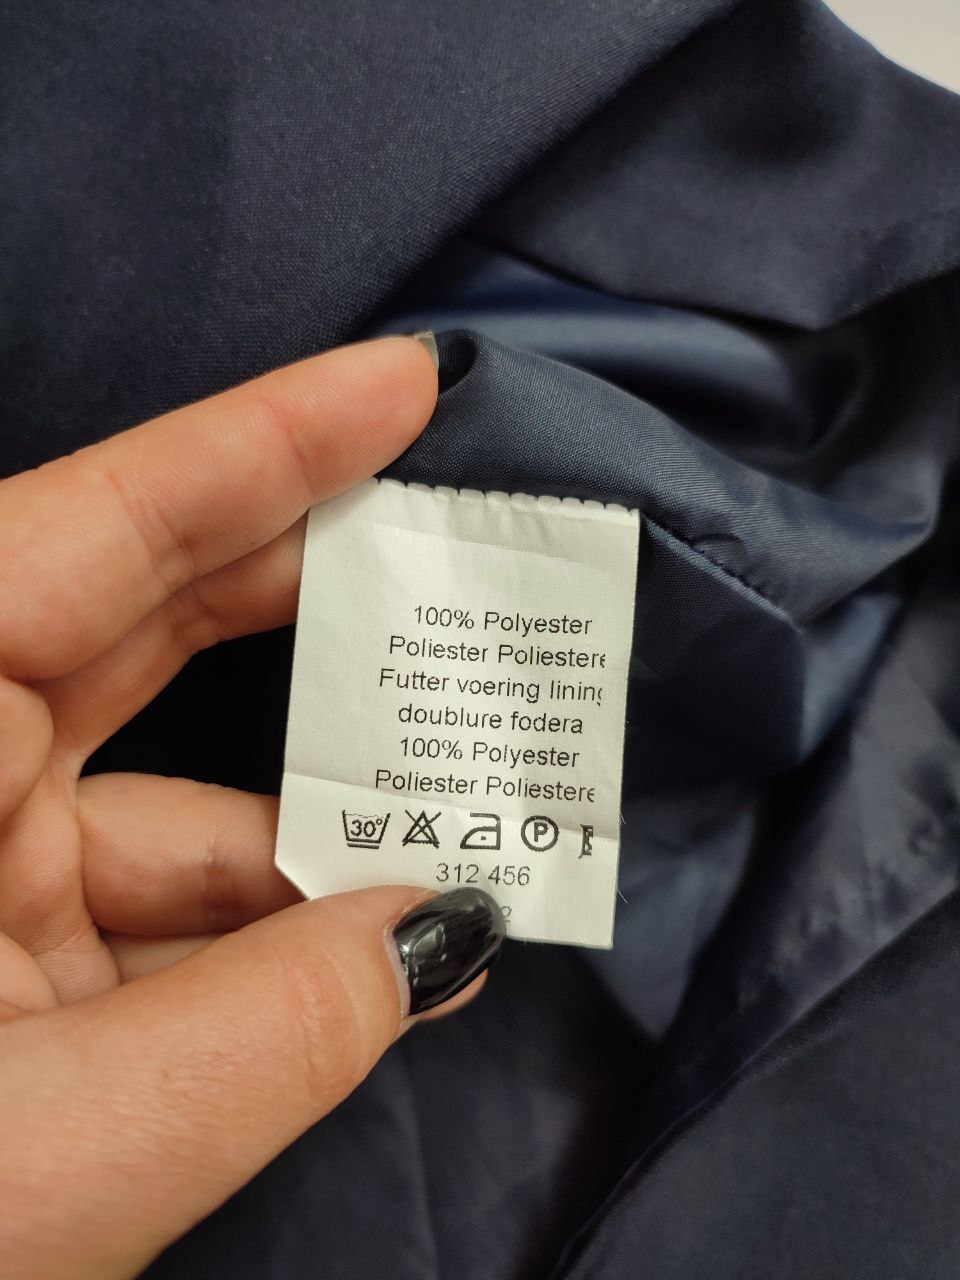 100% Polyester
Poliester Poliestere
Futter voering lining
doublure fodera
100% Polyester
Poliester Poliestere
30° P
312 456